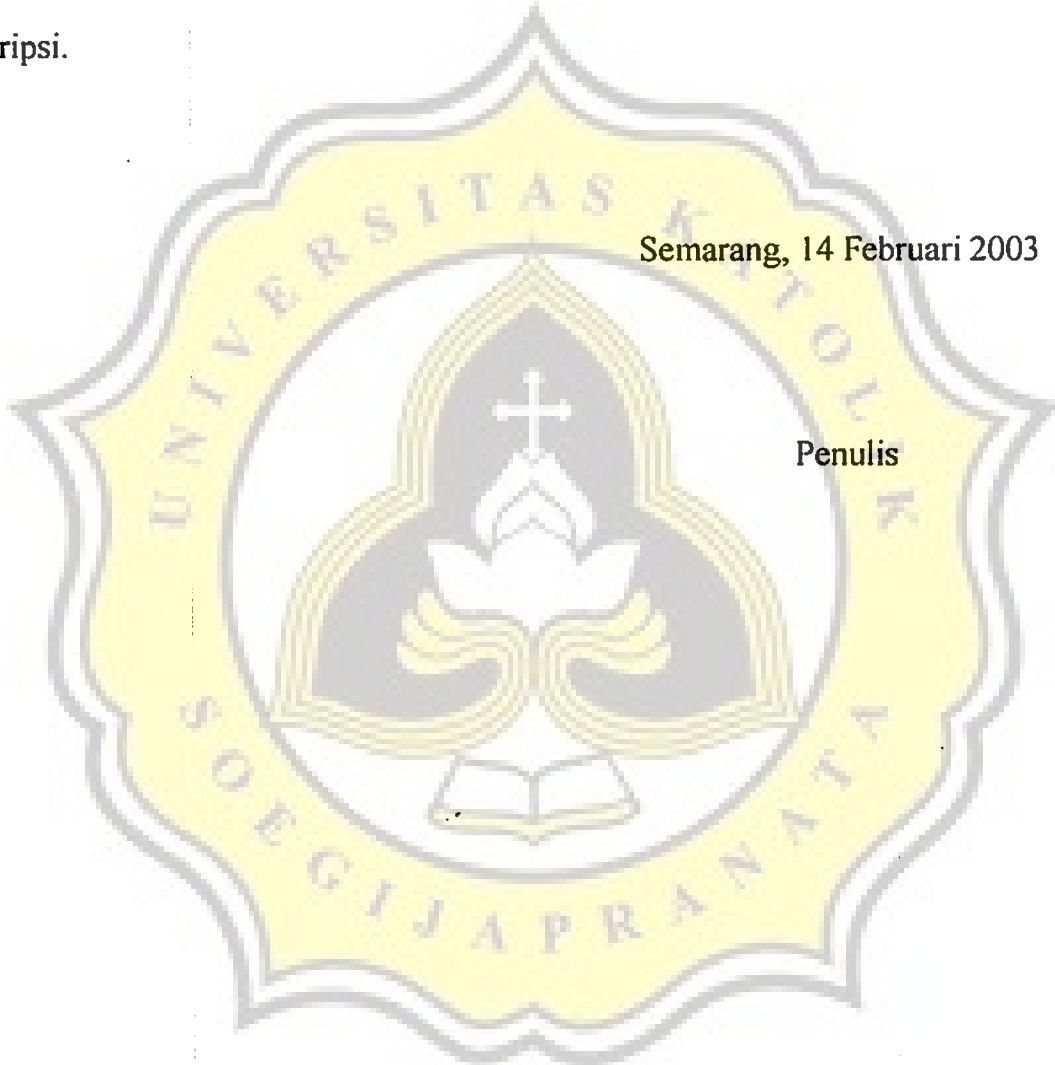 ripsi.
Semarang, 14 Februari 2003
Penulis
UNIVERSITAS KATOLIK
SOEGIJAPRANATA